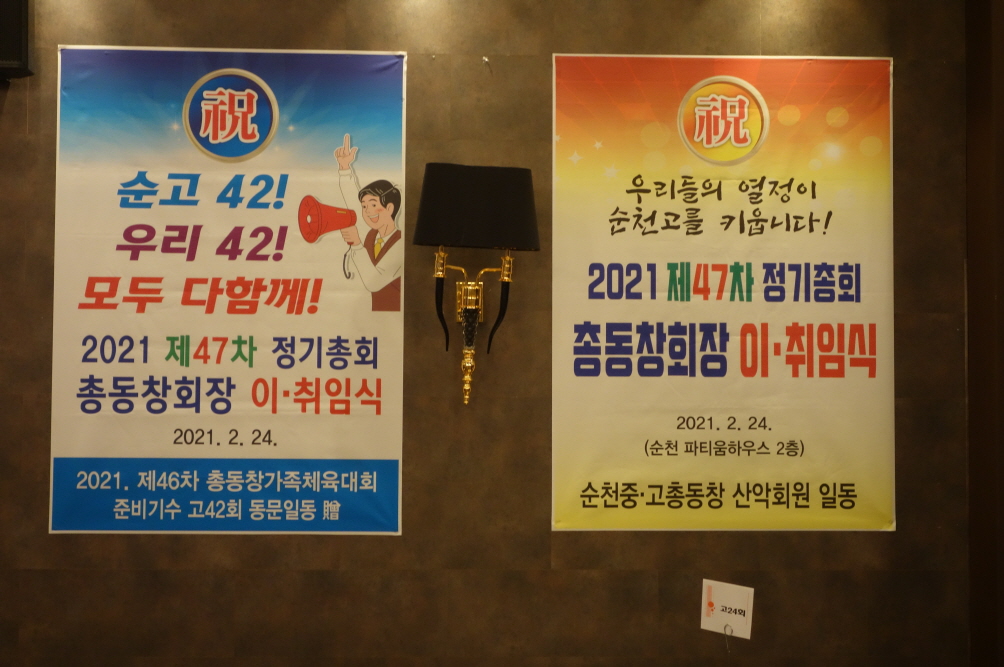 祝
순고 42!
우리 42!
모두 다함께!
2021 제47차 정기총회
총동창회장 이·취임식
2021. 2. 24.
2021. 제46차 총동창가족체육대회
준비기수 고42회 동문일동 贈
祝
우리들의 열정이
순천고를 키웁니다!
2021 제47차 정기총회
총동창회장 이·취임식
2021. 2. 24.
(순천 파티움하우스 2층)
순천중·고총동창 산악회원 일동
고24회